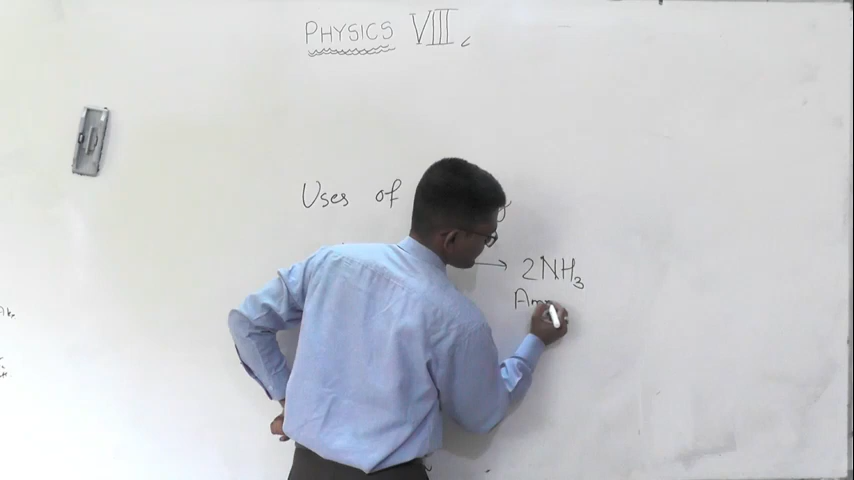 PHYSICS VIII
Uses of
→ 2NH₃
Am